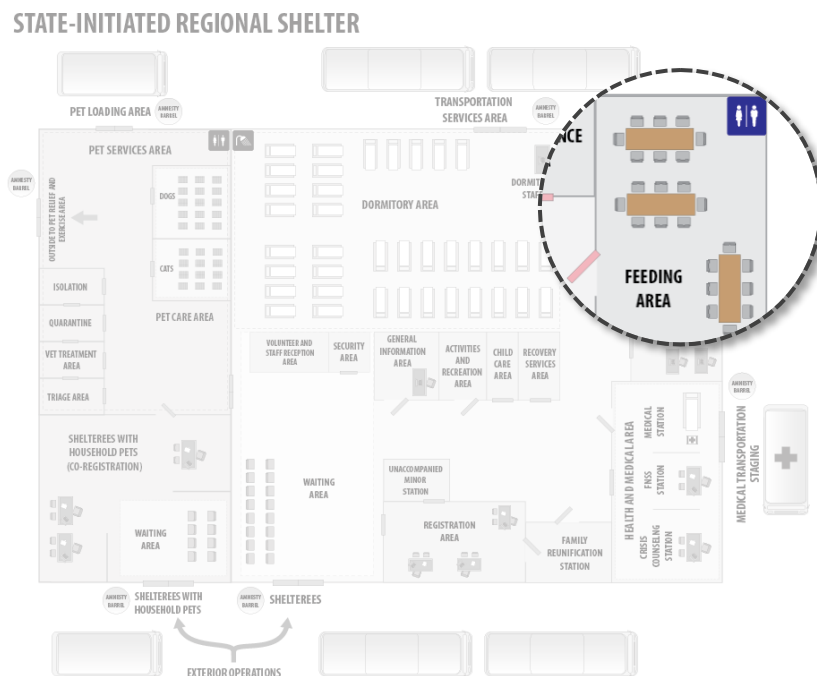 STATE-INITIATED REGIONAL SHELTER
PET LOADING AREA
AMNESTY
BARREL
TRANSPORTATION
SERVICES AREA
AMNESTY
BARREL
PET SERVICES AREA
NCE
AMNESTY
BARREL
DOGS
DORMITORY AREA
DORMIT
STAF
OUTSIDE TO PET RELIEF AND
EXERCISE AREA
CATS
FEEDING
AREA
ISOLATION
QUARANTINE
PET CARE AREA
VET TREATMENT
AREA
TRIAGE AREA
VOLUNTEER AND
STAFF RECEPTION
AREA
SECURITY
AREA
GENERAL
INFORMATION
AREA
ACTIVITIES
AND
RECREATION
AREA
CHILD
CARE
AREA
RECOVERY
SERVICES
AREA
AMNESTY
BARREL
SHELTEREES WITH
HOUSEHOLD PETS
(CO-REGISTRATION)
WAITING
AREA
UNACCOMPANIED
MINOR
STATION
HEALTH AND MEDICAL AREA
MEDICAL
STATION
FNSS
STATION
CRISIS
COUNSELNG
STATION
MEDICAL TRANSPORTATION
STAGING
WAITING
AREA
REGISTRATION
AREA
FAMILY
REUNIFICATION
STATION
AMNESTY
BARREL
SHELTEREES WITH
HOUSEHOLD PETS
AMNESTY
BARREL
SHELTEREES
EXTERIOR OPERATIONS